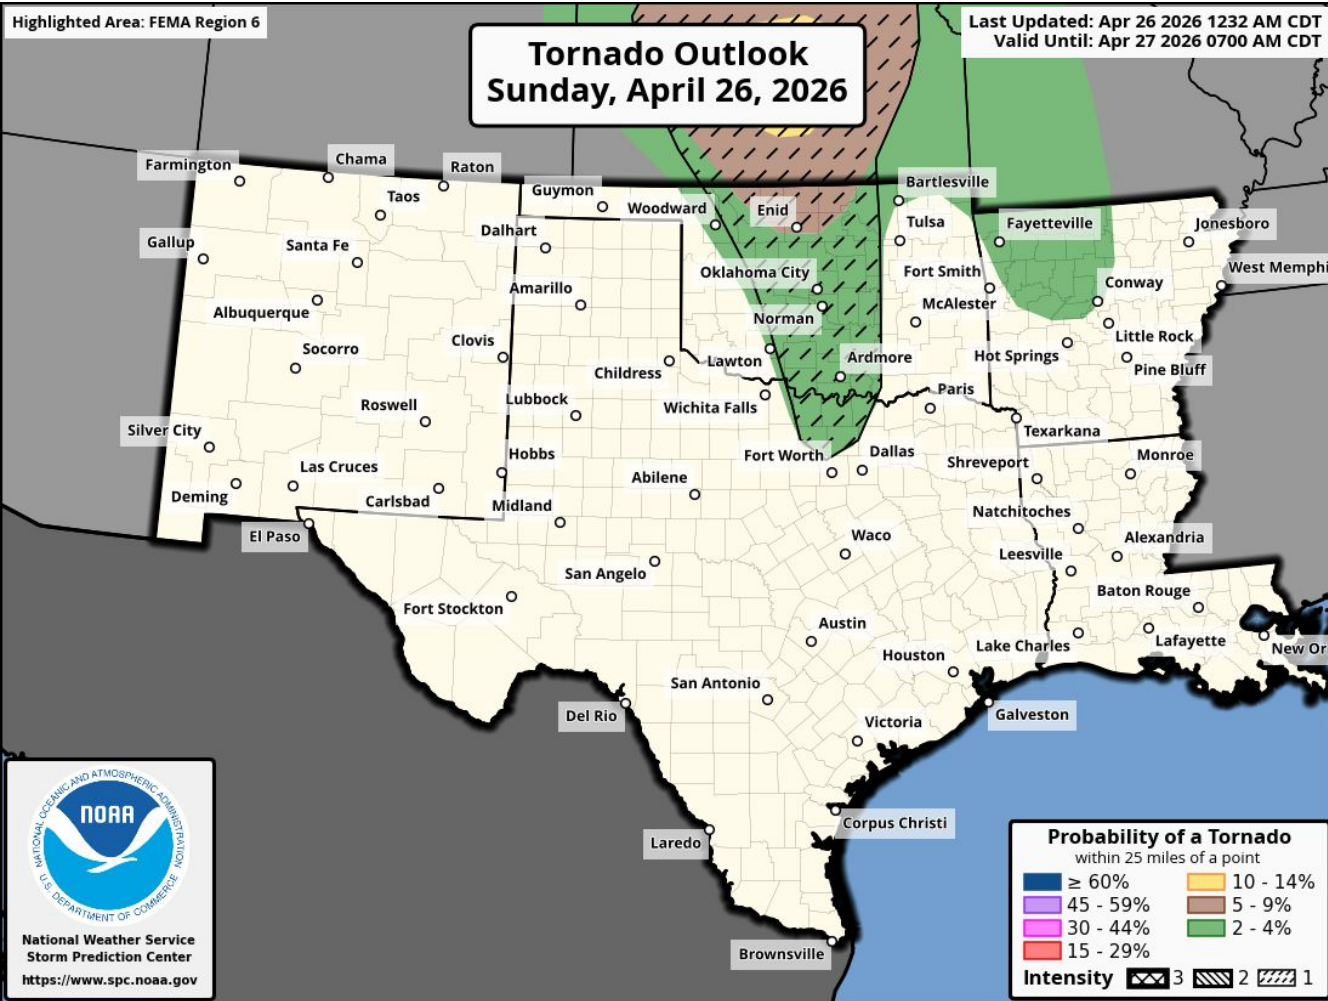 Highlighted Area: FEMA Region 6
Last Updated: Apr 26 2026 1232 AM CDT
Valid Until: Apr 27 2026 0700 AM CDT
Tornado Outlook
Sunday, April 26, 2026
Farmington
Chama
Raton
Taos
Guymon
Woodward
Enid
Bartlesville
Tulsa
Fayetteville
Jonesboro
Gallup
Santa Fe
Dalhart
Oklahoma City
Fort Smith
West Memphi
Amarillo
Conway
McAlester
Albuquerque
Norman
Little Rock
Socorro
Clovis
Childress
Lawton
Ardmore
Hot Springs
Pine Bluff
Roswell
Lubbock
Wichita Falls
Paris
Silver City
Texarkana
Las Cruces
Hobbs
Fort Worth
Dallas
Shreveport
Monroe
Deming
Carlsbad
Midland
Abilene
Natchitoches
El Paso
Waco
Leesville
Alexandria
San Angelo
Baton Rouge
Fort Stockton
Austin
Lake Charles
Lafayette
New Or
Houston
San Antonio
Del Rio
Victoria
Galveston
Corpus Christi
Laredo
Brownsville
NATIONAL OCEANIC AND ATMOSPHERIC ADMINISTRATION
NOAA
U.S. DEPARTMENT OF COMMERCE
National Weather Service
Storm Prediction Center
https://www.spc.noaa.gov
Probability of a Tornado
within 25 miles of a point
≥ 60% 10 - 14%
45 - 59% 5 - 9%
30 - 44% 2 - 4%
15 - 29%
Intensity 3 2 1